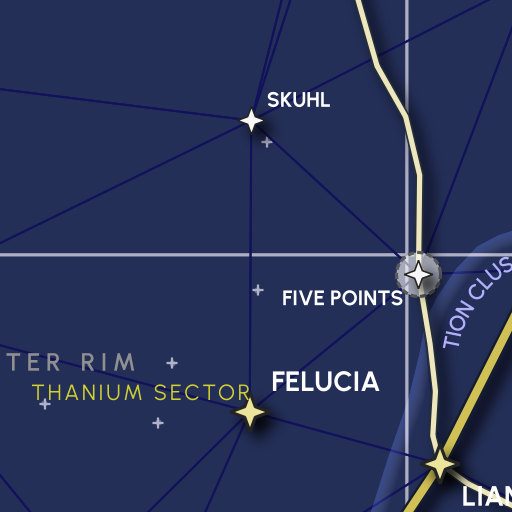 SKUHL
TION CLUS
FIVE POINTS
TER RIM
THANIUM SECTOR
FELUCIA
LIAN